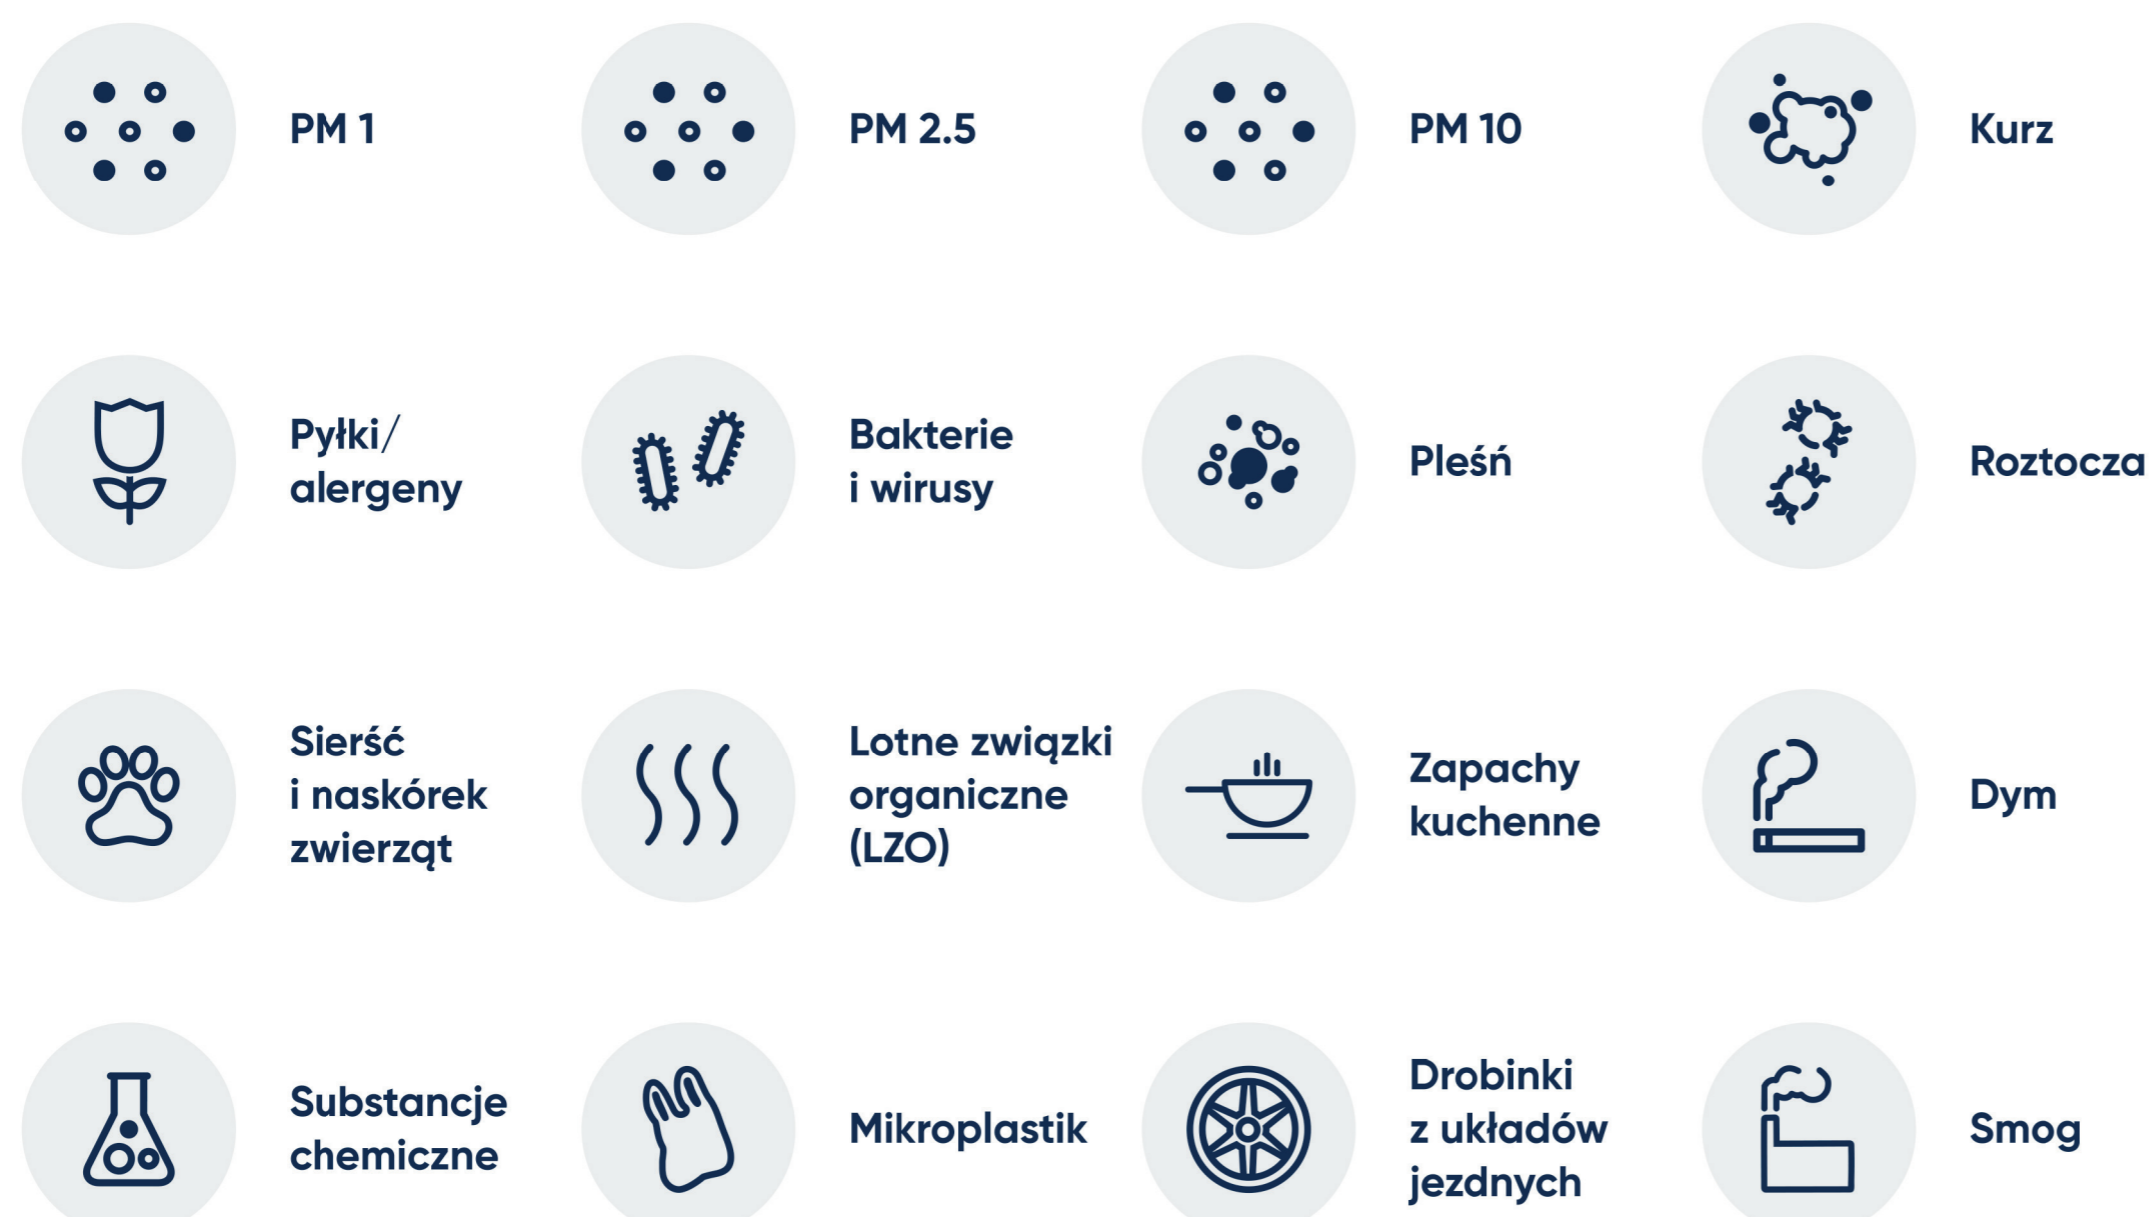 PM 1
PM 2.5
PM 10
Kurz
Pyłki/
alergeny
Bakterie
i wirusy
Pleśń
Roztocza
Sierść
i naskórek
zwierząt
Lotne związki
organiczne
(LZO)
Zapachy
kuchenne
Dym
Substancje
chemiczne
Mikroplastik
Drobinki
z układów
jezdnych
Smog